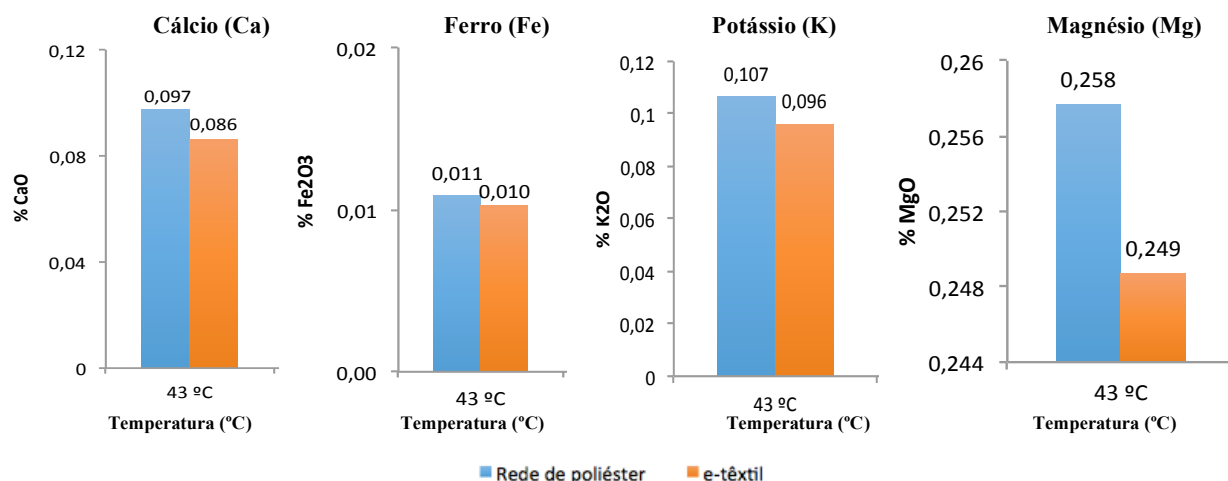 Cálcio (Ca)
0,12
0,08
0,04
0
% CaO
0,097
0,086
43 ºC
Temperatura (ºC)
Ferro (Fe)
0,02
0,01
0,00
% Fe2O3
0,011
0,010
43 ºC
Temperatura (ºC)
Potássio (K)
0,12
0,1
0,08
0,06
0,04
0,02
0
% K2O
0,107
0,096
43 ºC
Temperatura (ºC)
Magnésio (Mg)
0,26
0,256
0,252
0,248
0,244
% MgO
0,258
0,249
43 ºC
Temperatura (ºC)
Rede de poliéster
e-têxtil